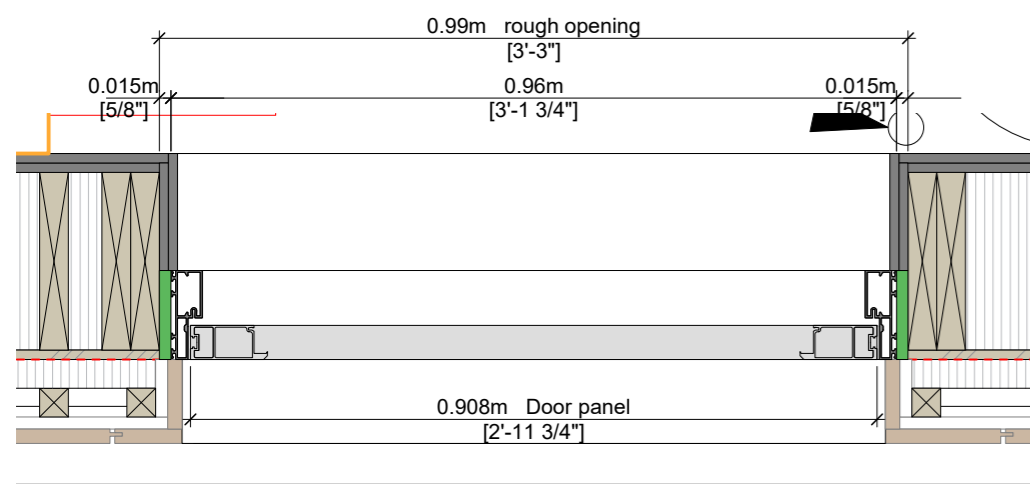 0.99m rough opening
[3'-3"]
0.015m
[5/8"]
0.96m
[3'-1 3/4"]
0.015m
[5/8"]
0.908m Door panel
[2'-11 3/4"]